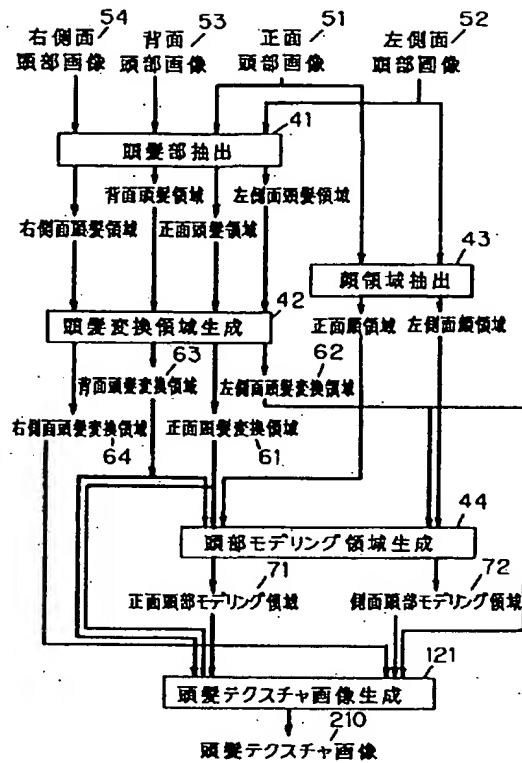 54 53 51 52
右側面 背面 正面 左側面
頭部画像 頭部画像 頭部画像 頭部画像
41
頭髪部抽出
背面頭髪領域 左側面頭髪領域
右側面頭髪領域 正面頭髪領域
43
顔領域抽出
42
頭髪変換領域生成
正面顔領域 左側面顔領域
63 62
背面頭髪変換領域 左側面頭髪変換領域
右側面頭髪変換領域 正面頭髪変換領域
64 61
44
頭部モデリング領域生成
71 72
正面頭部モデリング領域 側面頭部モデリング領域
121
頭髪テクスチャ画像生成
210
頭髪テクスチャ画像